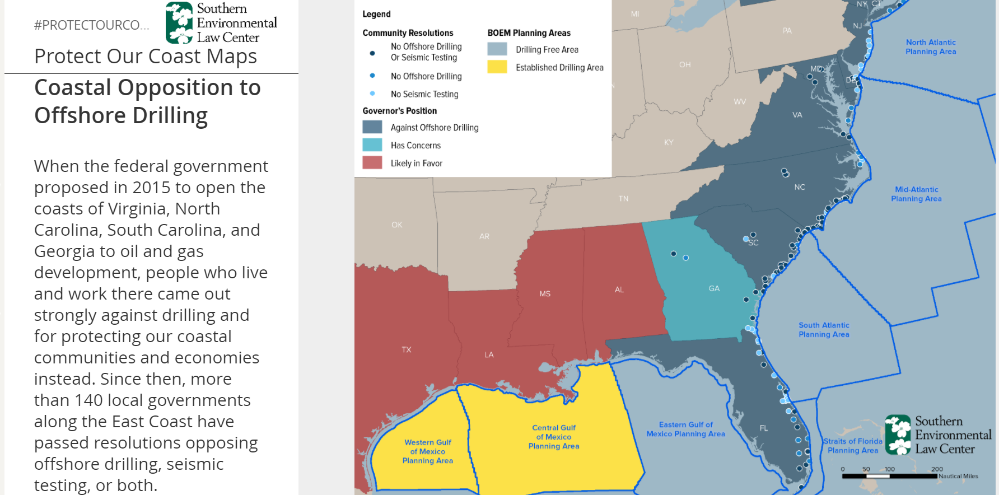 #PROTECTOURCO...
Southern
Environmental
Law Center
Protect Our Coast Maps
Coastal Opposition to
Offshore Drilling
When the federal government
proposed in 2015 to open the
coasts of Virginia, North
Carolina, South Carolina, and
Georgia to oil and gas
development, people who live
and work there came out
strongly against drilling and
for protecting our coastal
communities and economies
instead. Since then, more
than 140 local governments
along the East Coast have
passed resolutions opposing
offshore drilling, seismic
testing, or both.
Legend
Community Resolutions
No Offshore Drilling
Or Seismic Testing
No Offshore Drilling
No Seismic Testing
Governor's Position
Against Offshore Drilling
Has Concerns
Likely in Favor
BOEM Planning Areas
Drilling Free Area
Established Drilling Area
MI
NY
CT
PA
NJ
OH
MD
DE
WV
VA
KY
NC
TN
OK
AR
SC
MS
AL
GA
TX
LA
FL
North Atlantic
Planning Area
Mid-Atlantic
Planning Area
South Atlantic
Planning Area
Straits of Florida
Planning Area
Eastern Gulf of
Mexico Planning Area
Central Gulf
of Mexico
Planning Area
Western Gulf
of Mexico
Planning Area
Southern
Environmental
Law Center
0 50 100 200
Nautical Miles